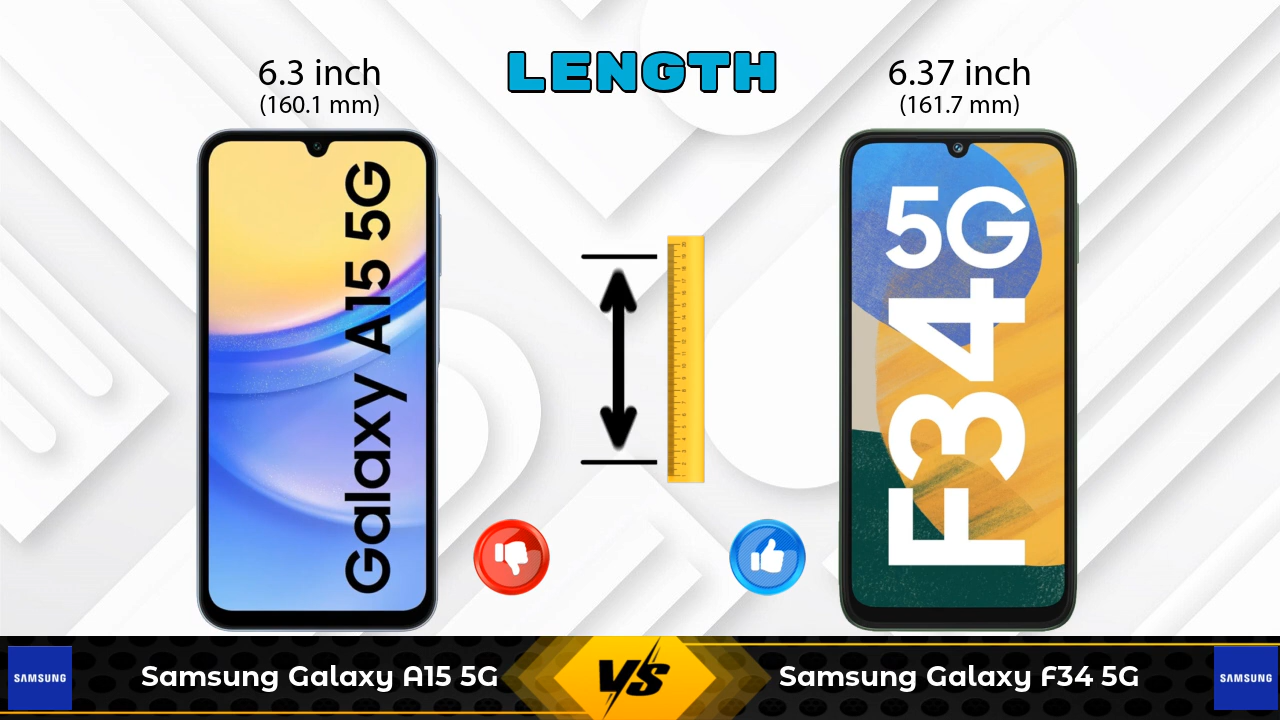 LENGTH
6.3 inch
(160.1 mm)
6.37 inch
(161.7 mm)
Galaxy A15 5G
5G
F34
SAMSUNG
Samsung Galaxy A15 5G
VS
Samsung Galaxy F34 5G
SAMSUNG